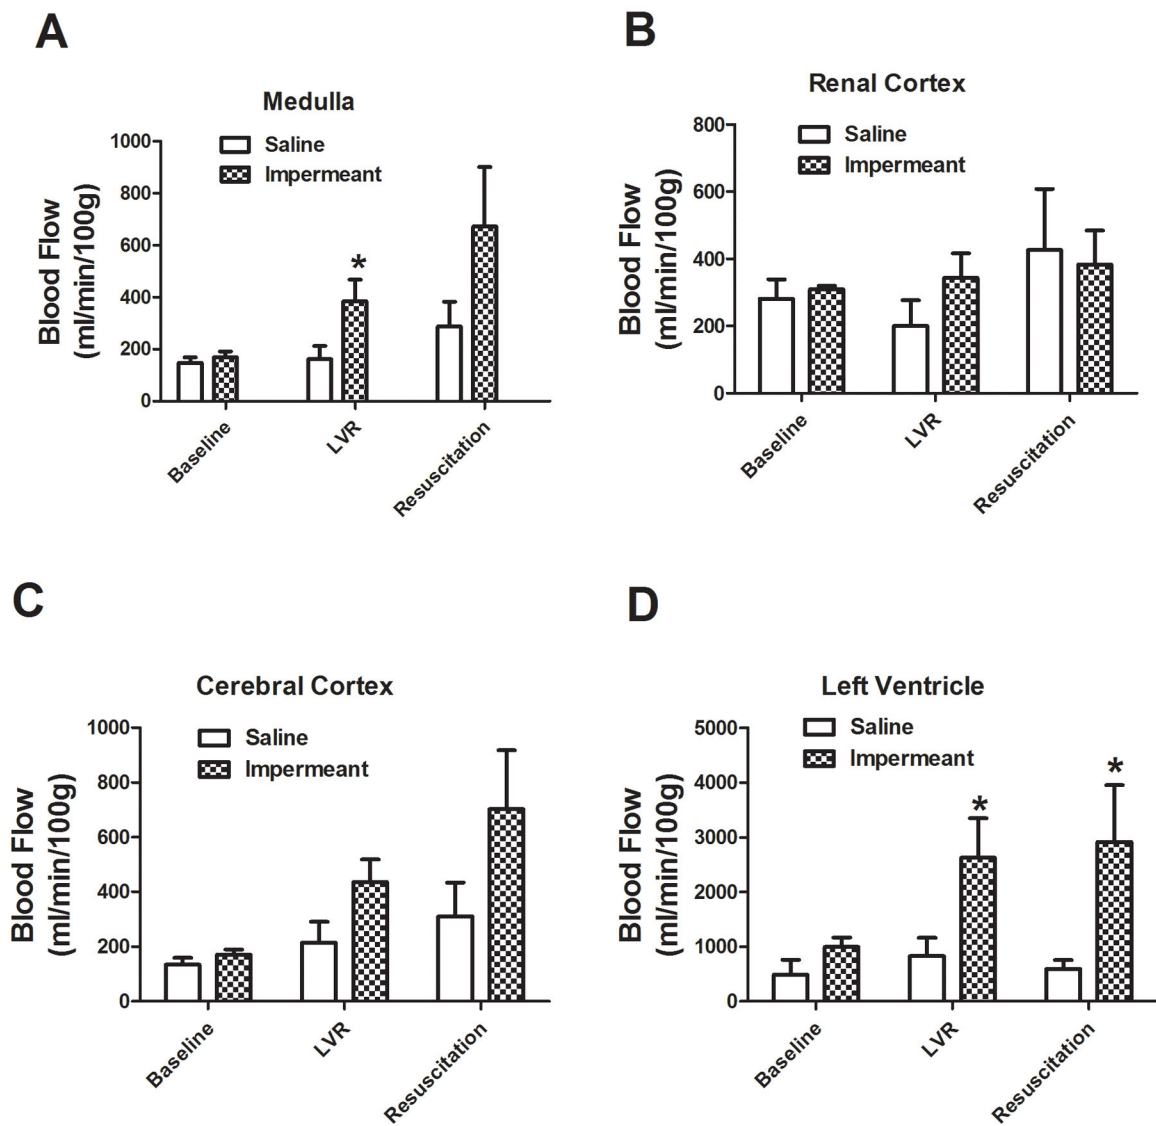 A
Medulla
Saline
Impermeant
Blood Flow
(ml/min/100g)
1000
800
600
400
200
0
*
Baseline
LVR
Resuscitation
B
Renal Cortex
Saline
Impermeant
Blood Flow
(ml/min/100g)
800
600
400
200
0
Baseline
LVR
Resuscitation
C
Cerebral Cortex
Saline
Impermeant
Blood Flow
(ml/min/100g)
1000
800
600
400
200
0
Baseline
LVR
Resuscitation
D
Left Ventricle
Saline
Impermeant
Blood Flow
(ml/min/100g)
5000
4000
3000
2000
1000
0
*
*
Baseline
LVR
Resuscitation